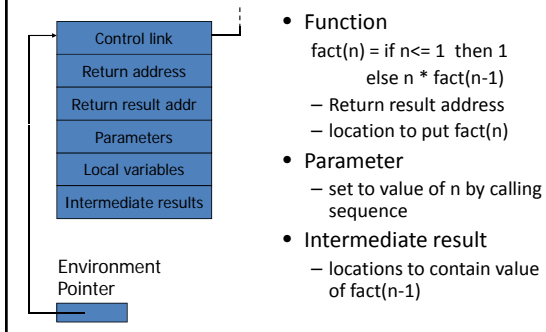 Control link
Return address
Return result addr
Parameters
Local variables
Intermediate results
Environment
Pointer
• Function
fact(n) = if n<= 1 then 1
else n * fact(n-1)
– Return result address
– location to put fact(n)
• Parameter
– set to value of n by calling
sequence
• Intermediate result
– locations to contain value
of fact(n-1)